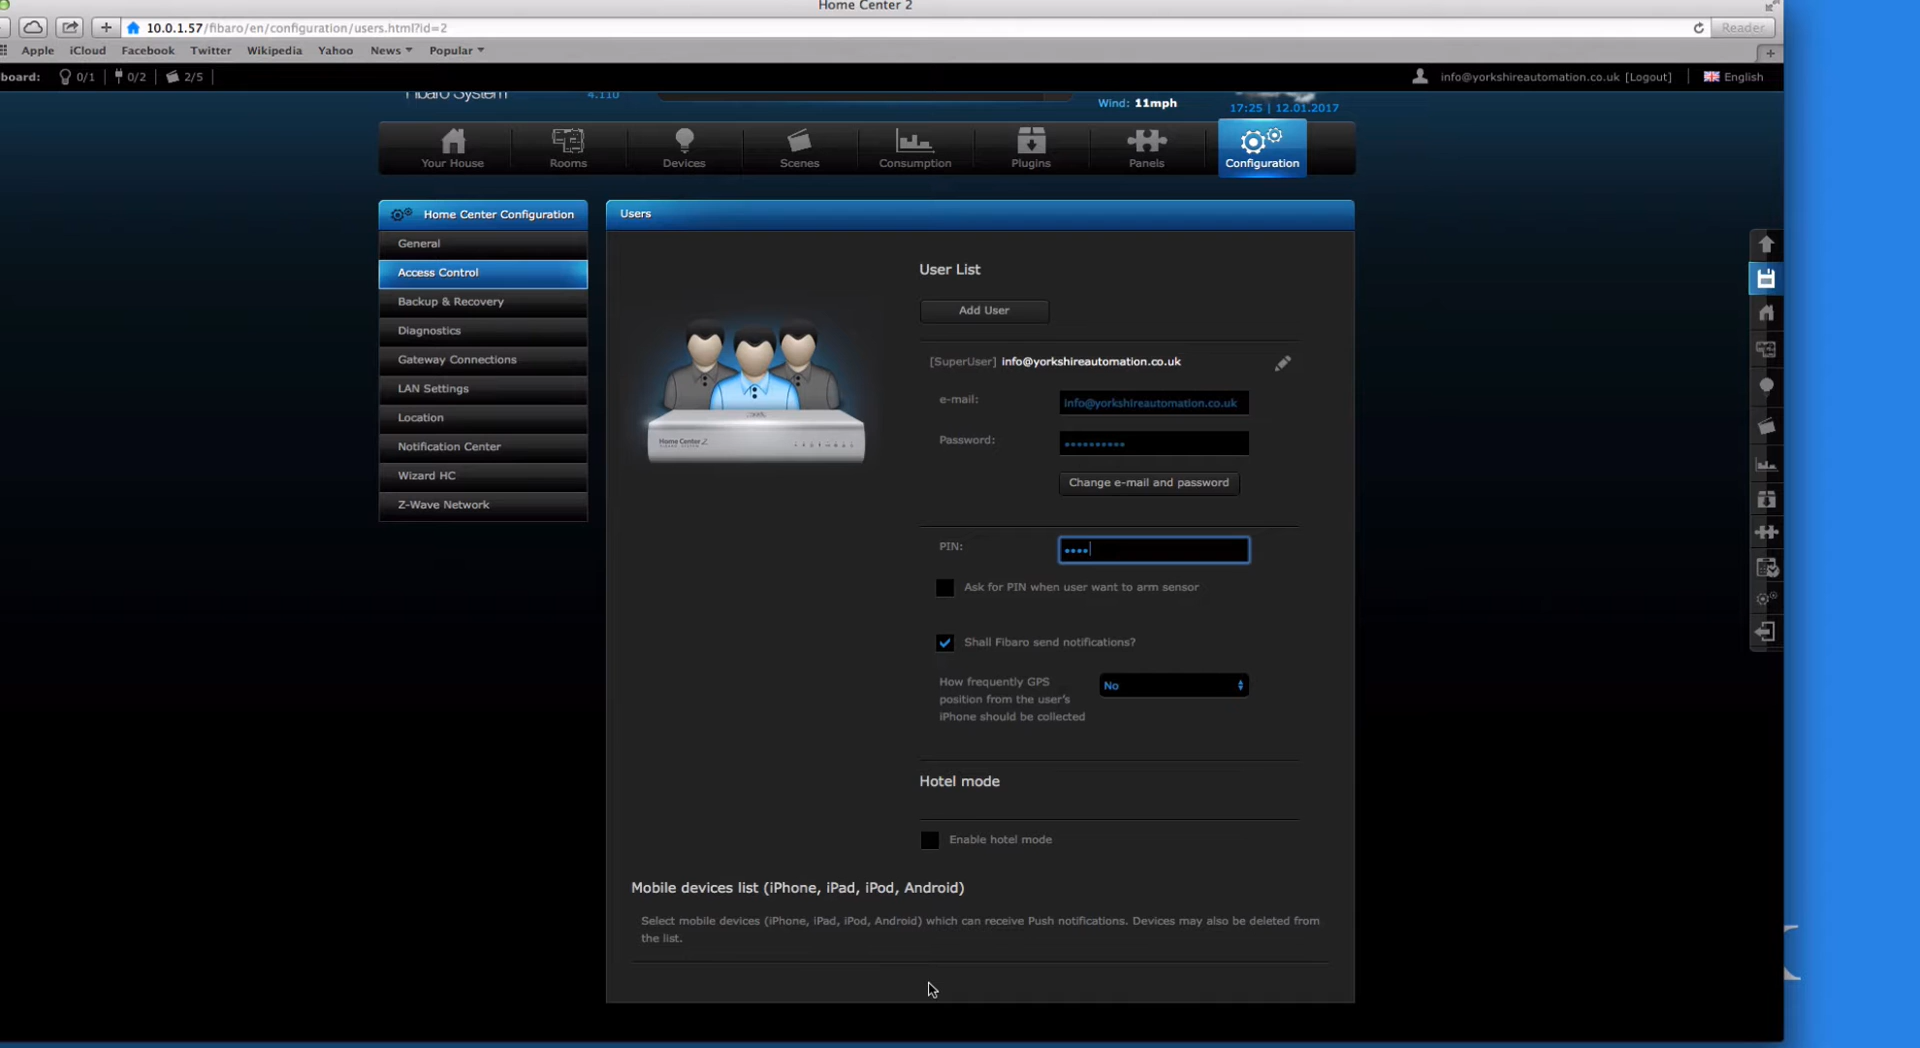 Home Center 2
10.0.1.57/fibaro/en/configuration/users.html?id=2
Reader
Apple iCloud Facebook Twitter Wikipedia Yahoo News Popular
board: 0/1 0/2 2/5
info@yorkshireautomation.co.uk [Logout] English
Fibaro System 4.110
Wind: 11mph
17:25 | 12.01.2017
Your House Rooms Devices Scenes Consumption Plugins Panels Configuration
Home Center Configuration
General
Access Control
Backup & Recovery
Diagnostics
Gateway Connections
LAN Settings
Location
Notification Center
Wizard HC
Z-Wave Network
Users
User List
Add User
[SuperUser] info@yorkshireautomation.co.uk
e-mail: info@yorkshireautomation.co.uk
Password: ••••••••••
Change e-mail and password
PIN: ••••
Ask for PIN when user want to arm sensor
Shall Fibaro send notifications?
How frequently GPS
position from the user's
iPhone should be collected
No
Hotel mode
Enable hotel mode
Mobile devices list (iPhone, iPad, iPod, Android)
Select mobile devices (iPhone, iPad, iPod, Android) which can receive Push notifications. Devices may also be deleted from
the list.
Home Center 2